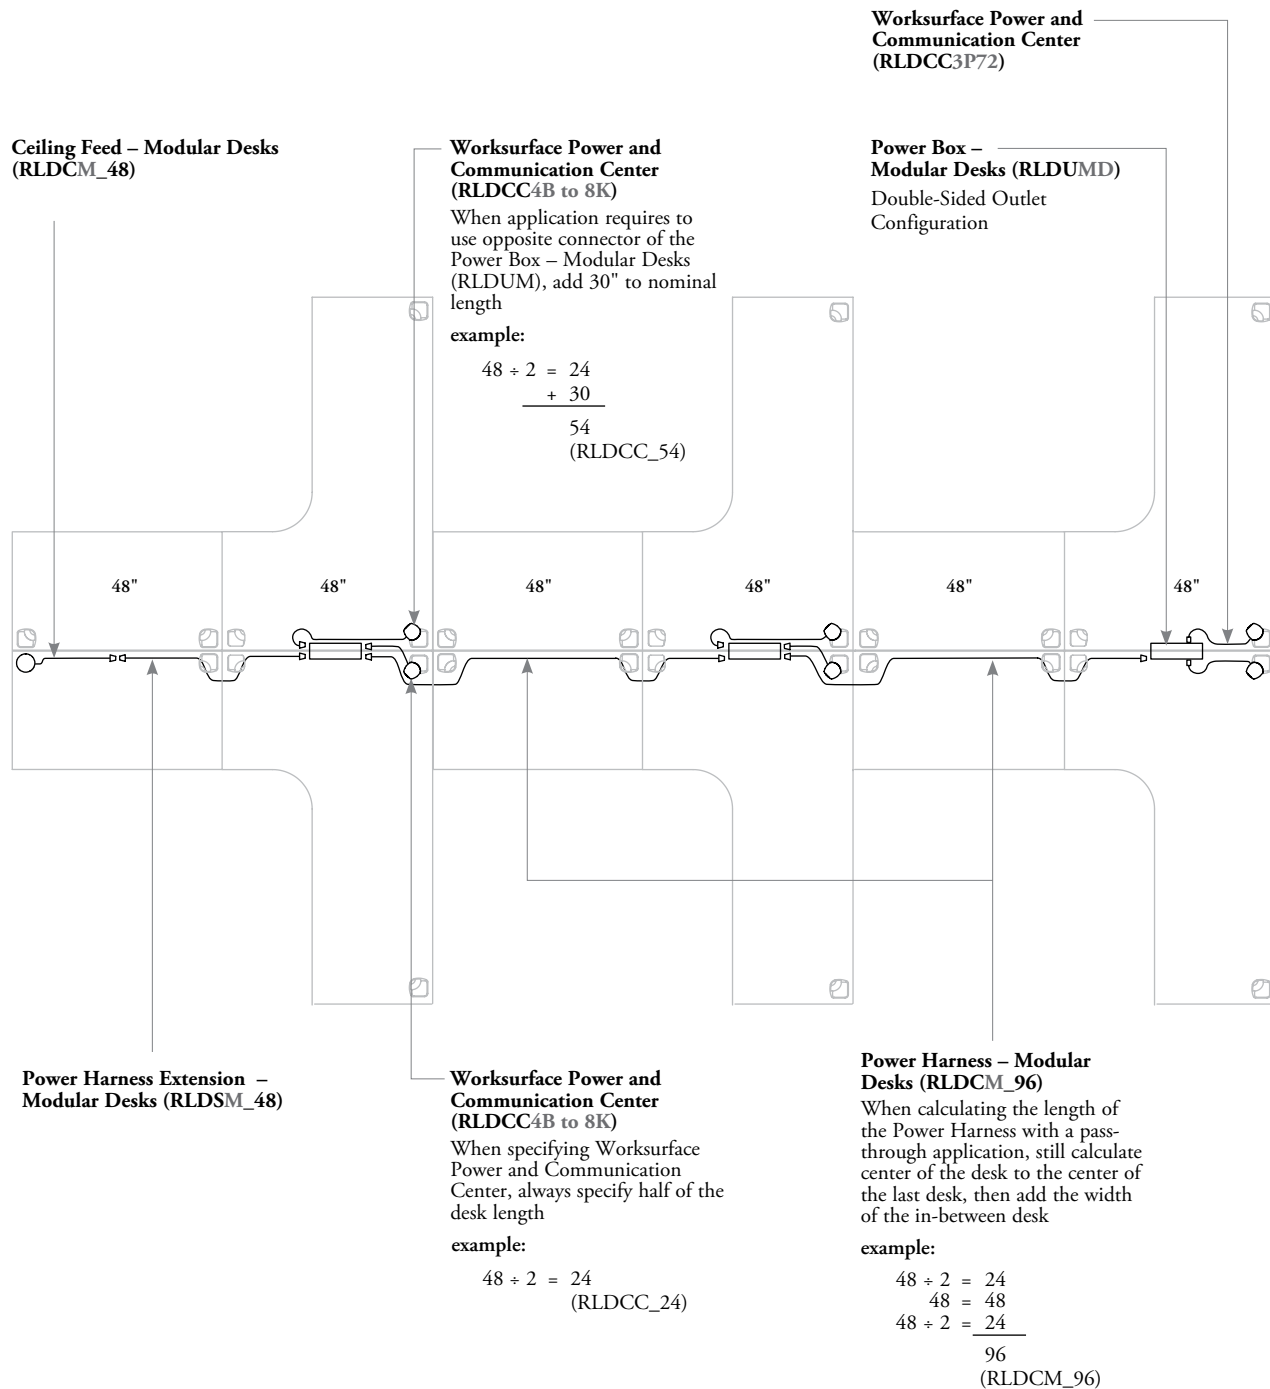 Worksurface Power and
Communication Center
(RLDCC3P72)
Ceiling Feed – Modular Desks
(RLDCM_48)
Worksurface Power and
Communication Center
(RLDCC4B to 8K)
When application requires to
use opposite connector of the
Power Box – Modular Desks
(RLDUM), add 30" to nominal
length
example:
48 ÷ 2 = 24
+ 30
54
(RLDCC_54)
Power Box –
Modular Desks (RLDUMD)
Double-Sided Outlet
Configuration
48"
48"
48"
48"
48"
48"
Power Harness Extension –
Modular Desks (RLDSM_48)
Worksurface Power and
Communication Center
(RLDCC4B to 8K)
When specifying Worksurface
Power and Communication
Center, always specify half of the
desk length
example:
48 ÷ 2 = 24
(RLDCC_24)
Power Harness – Modular
Desks (RLDCM_96)
When calculating the length of
the Power Harness with a pass-
through application, still calculate
center of the desk to the center of
the last desk, then add the width
of the in-between desk
example:
48 ÷ 2 = 24
48 = 48
48 ÷ 2 = 24
96
(RLDCM_96)